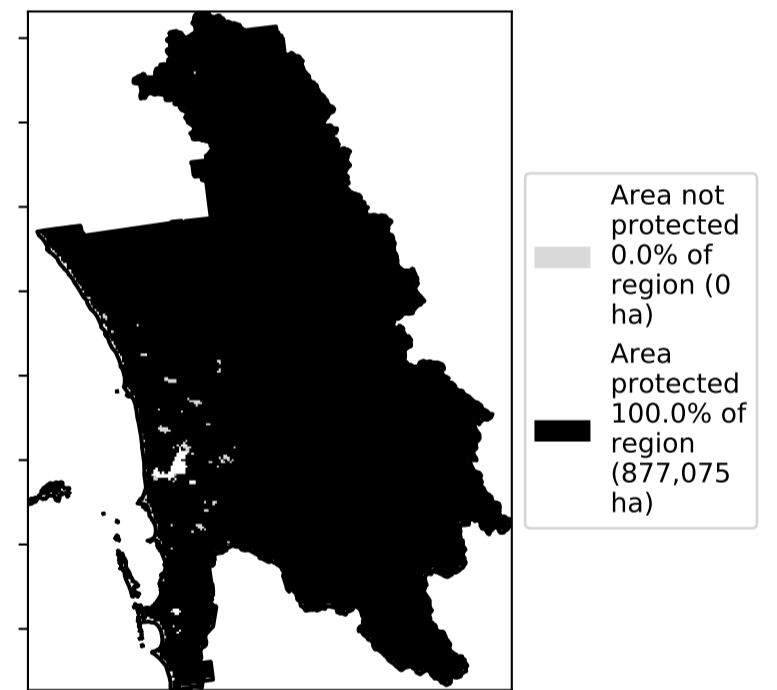 Area not
protected
0.0% of
region (0
ha)
Area
protected
100.0% of
region
(877,075
ha)